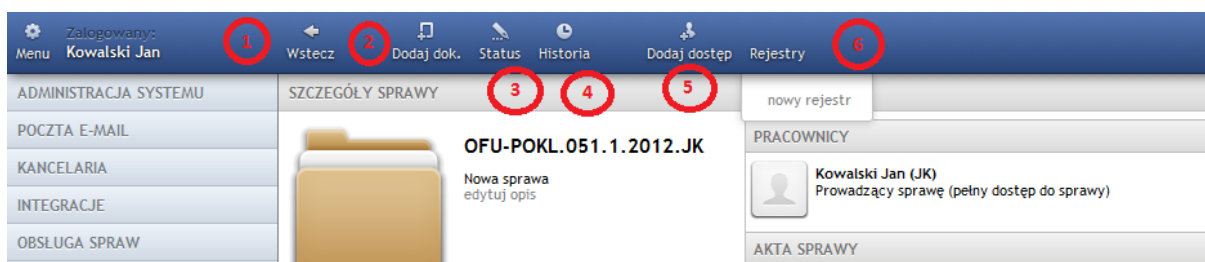 Zalogowany:
Menu Kowalski Jan 1 Wstecz 2 Dodaj dok. Status Historia Dodaj dostęp Rejestry 6
ADMINISTRACJA SYSTEMU
POCZTA E-MAIL
KANCELARIA
INTEGRACJE
OBSŁUGA SPRAW
SZCZEGÓŁY SPRAWY 3 4 5
nowy rejestr
OFU-POKL.051.1.2012.JK
Nowa sprawa
edytuj opis
PRACOWNICY
Kowalski Jan (JK)
Prowadzący sprawę (pełny dostęp do sprawy)
AKTA SPRAWY